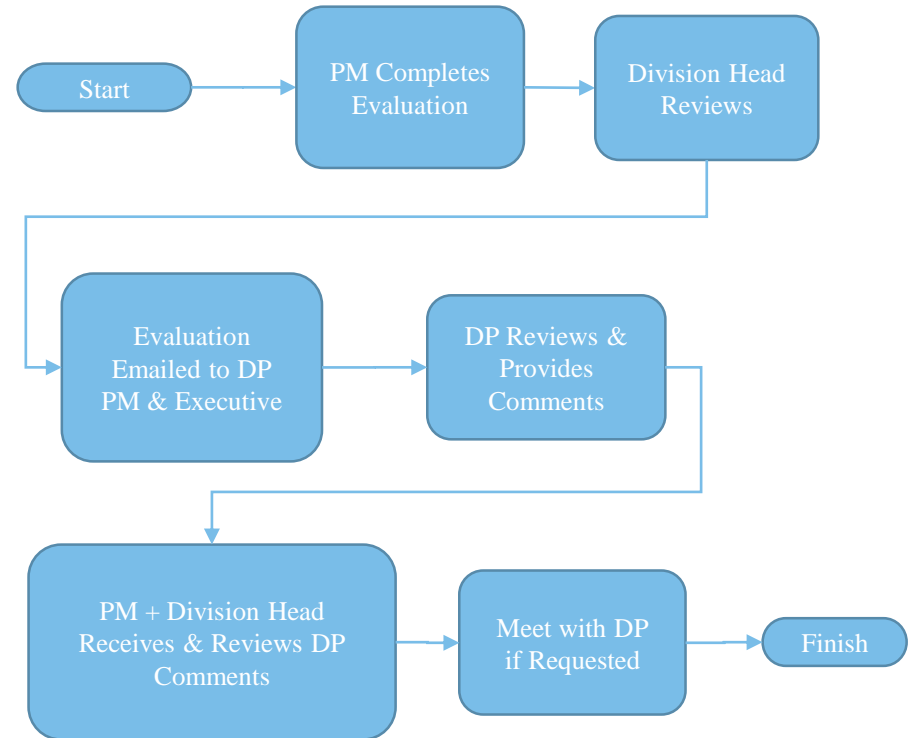 Start
PM Completes
Evaluation
Division Head
Reviews
Evaluation
Emailed to DP
PM & Executive
DP Reviews &
Provides
Comments
PM + Division Head
Receives & Reviews DP
Comments
Meet with DP
if Requested
Finish